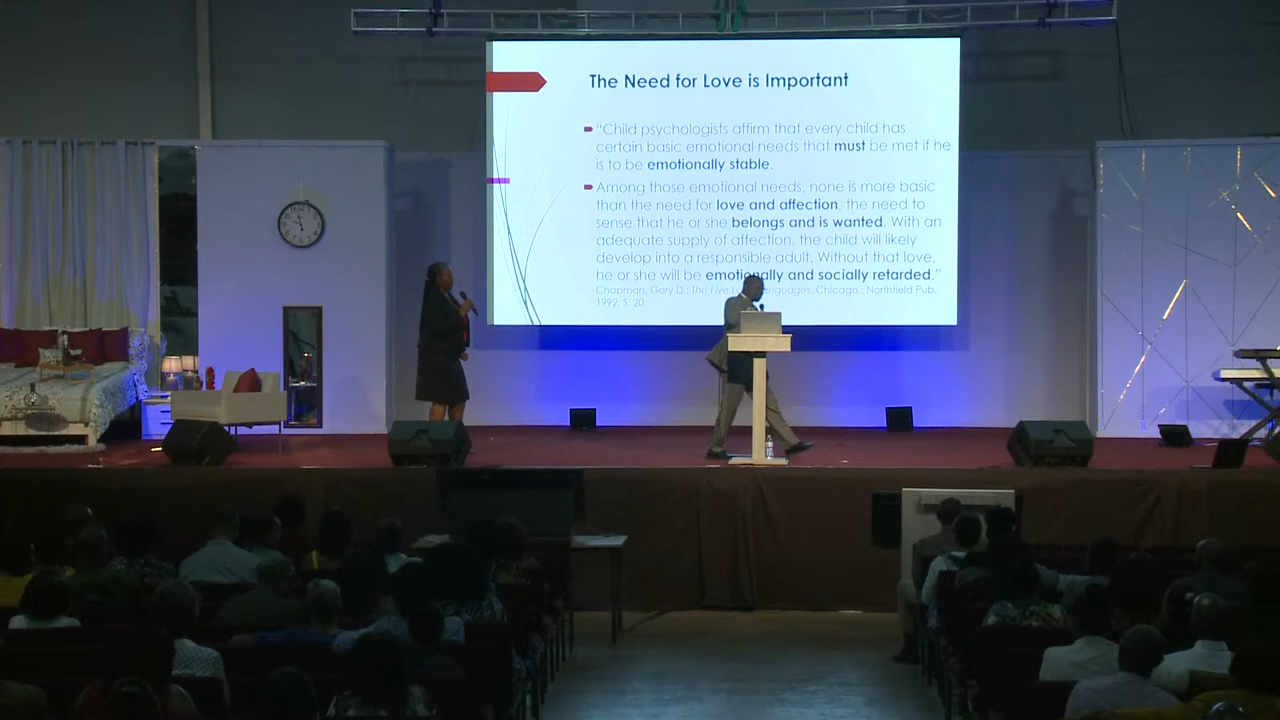 The Need for Love is Important
“Child psychologists affirm that every child has
certain basic emotional needs that must be met if he
is to be emotionally stable.
Among those emotional needs, none is more basic
than the need for love and affection, the need to
sense that he or she belongs and is wanted. With an
adequate supply of affection, the child will likely
develop into a responsible adult. Without that love,
he or she will be emotionally and socially retarded.”
Chapman, Gary D.: The Five Languages. Chicago : Northfield Pub.,
1992, S. 20